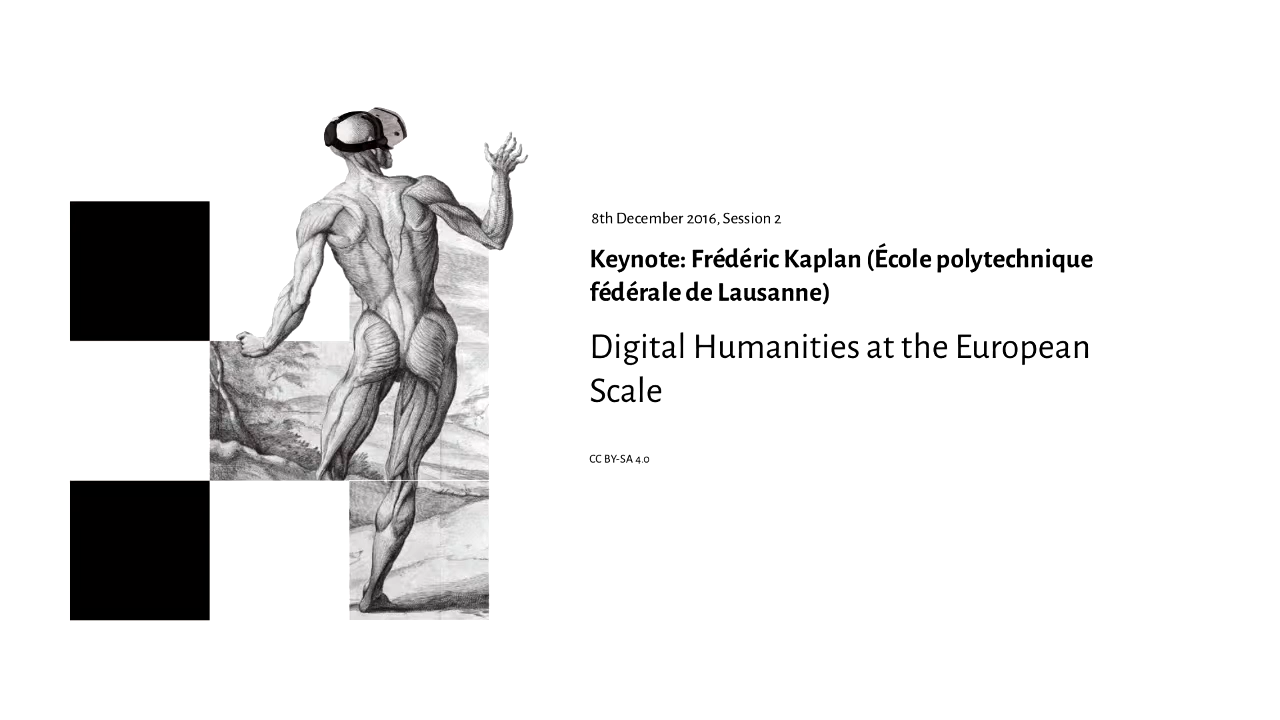 8th December 2016, Session 2
Keynote: Frédéric Kaplan (École polytechnique
fédérale de Lausanne)
Digital Humanities at the European
Scale
CC BY-SA 4.0